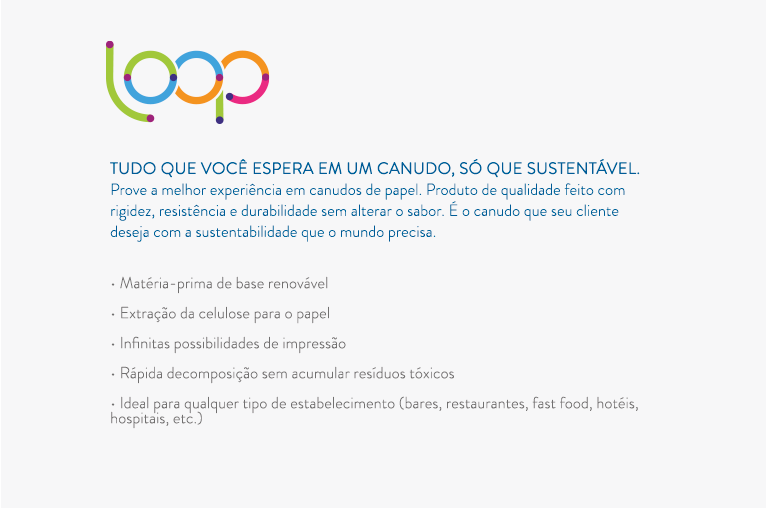 Loop
TUDO QUE VOCÊ ESPERA EM UM CANUDO, SÓ QUE SUSTENTÁVEL.
Prove a melhor experiência em canudos de papel. Produto de qualidade feito com
rigidez, resistência e durabilidade sem alterar o sabor. É o canudo que seu cliente
deseja com a sustentabilidade que o mundo precisa.
• Matéria-prima de base renovável
• Extração da celulose para o papel
• Infinitas possibilidades de impressão
• Rápida decomposição sem acumular resíduos tóxicos
• Ideal para qualquer tipo de estabelecimento (bares, restaurantes, fast food, hotéis,
hospitais, etc.)